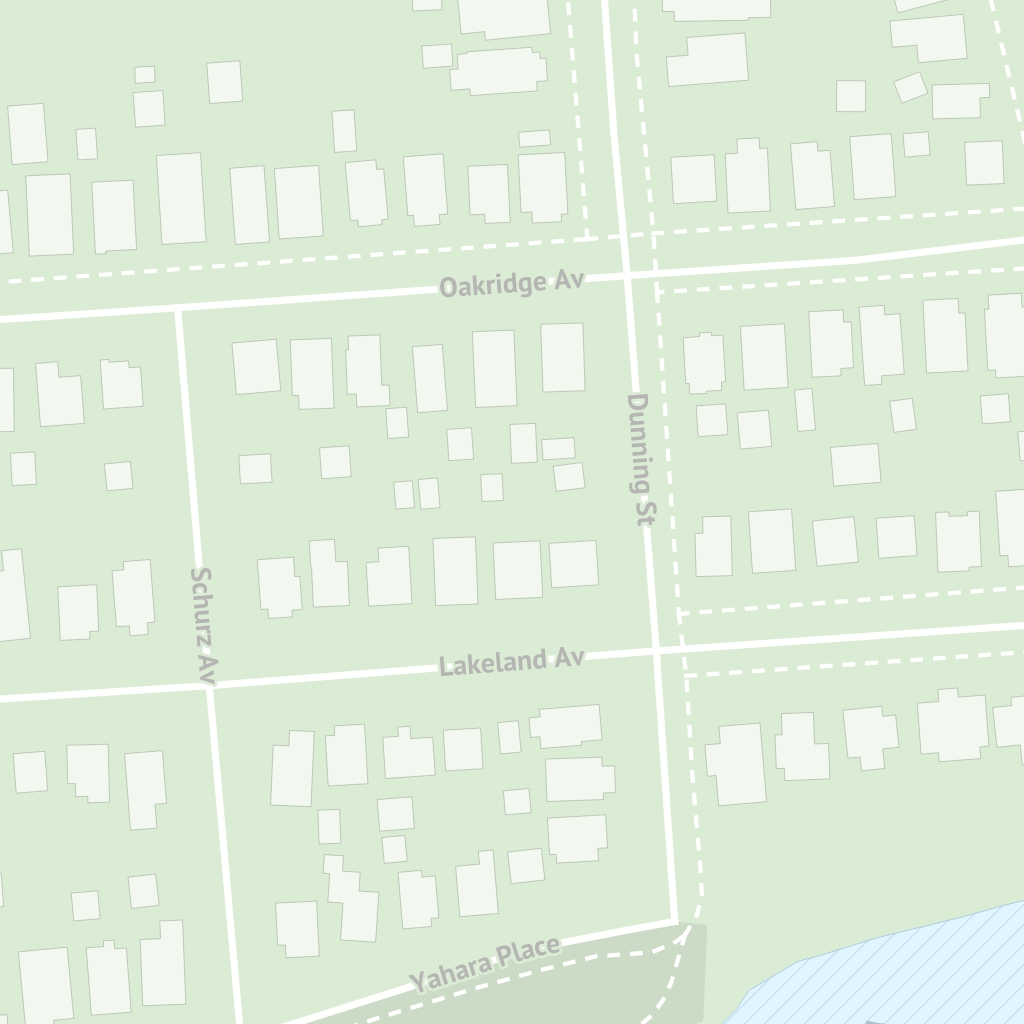 Oakridge Av
Dunning St
Schurz Av
Lakeland Av
Yahara Place